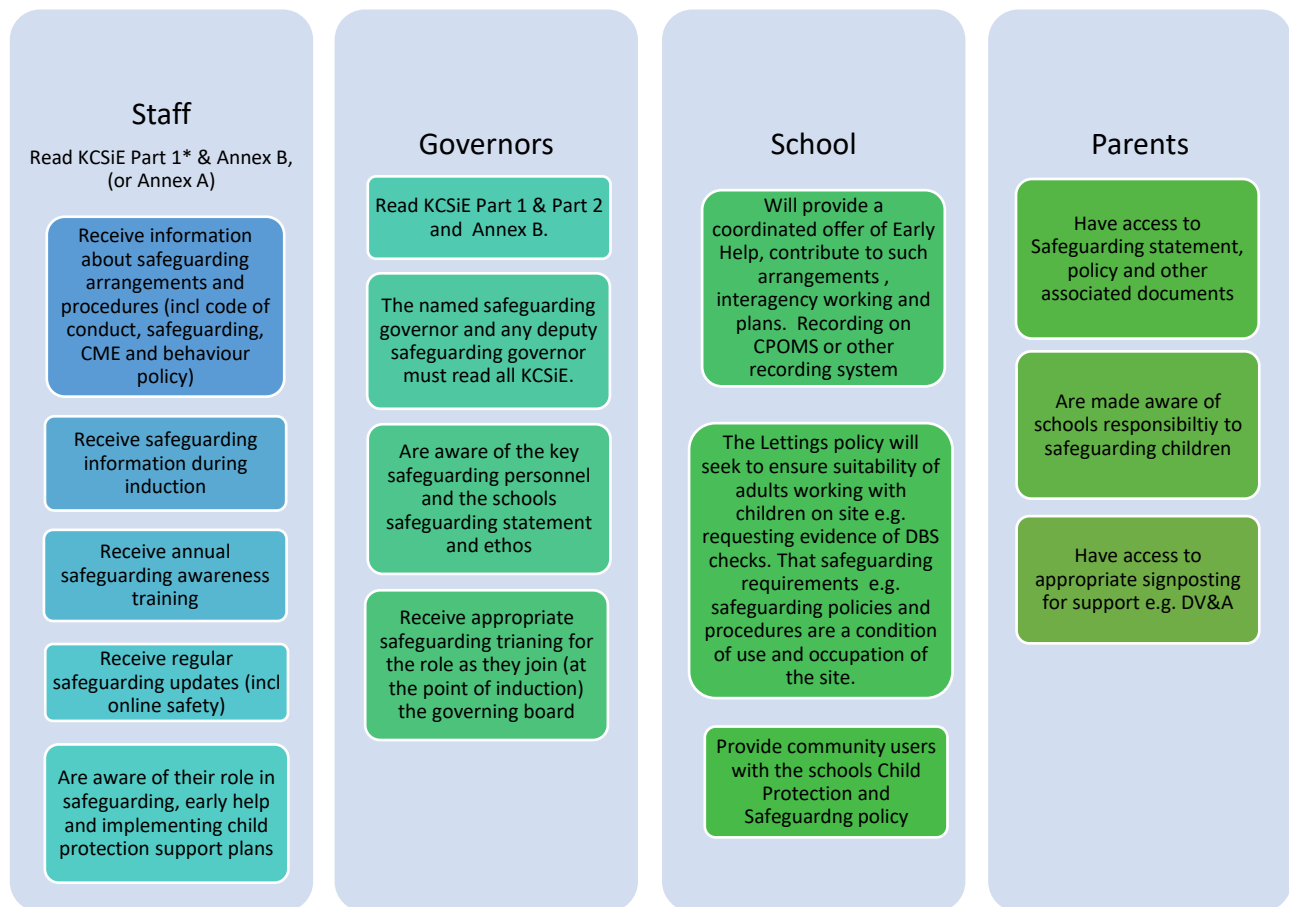 Staff
Read KCSiE Part 1* & Annex B,
(or Annex A)
Receive information
about safeguarding
arrangements and
procedures (incl code of
conduct, safeguarding,
CME and behaviour
policy)
Receive safeguarding
information during
induction
Receive annual
safeguarding awareness
training
Receive regular
safeguarding updates (incl
online safety)
Are aware of their role in
safeguarding, early help
and implementing child
protection support plans
Governors
Read KCSiE Part 1 & Part 2
and Annex B.
The named safeguarding
governor and any deputy
safeguarding governor
must read all KCSiE.
Are aware of the key
safeguarding personnel
and the schools
safeguarding statement
and ethos
Receive appropriate
safeguarding trianing for
the role as they join (at
the point of induction)
the governing board
School
Will provide a
coordinated offer of Early
Help, contribute to such
arrangements ,
interagency working and
plans. Recording on
CPOMS or other
recording system
The Lettings policy will
seek to ensure suitability of
adults working with
children on site e.g.
requesting evidence of DBS
checks. That safeguarding
requirements e.g.
safeguarding policies and
procedures are a condition
of use and occupation of
the site.
Provide community users
with the schools Child
Protection and
Safeguardng policy
Parents
Have access to
Safeguarding statement,
policy and other
associated documents
Are made aware of
schools responsibiltiy to
safeguarding children
Have access to
appropriate signposting
for support e.g. DV&A